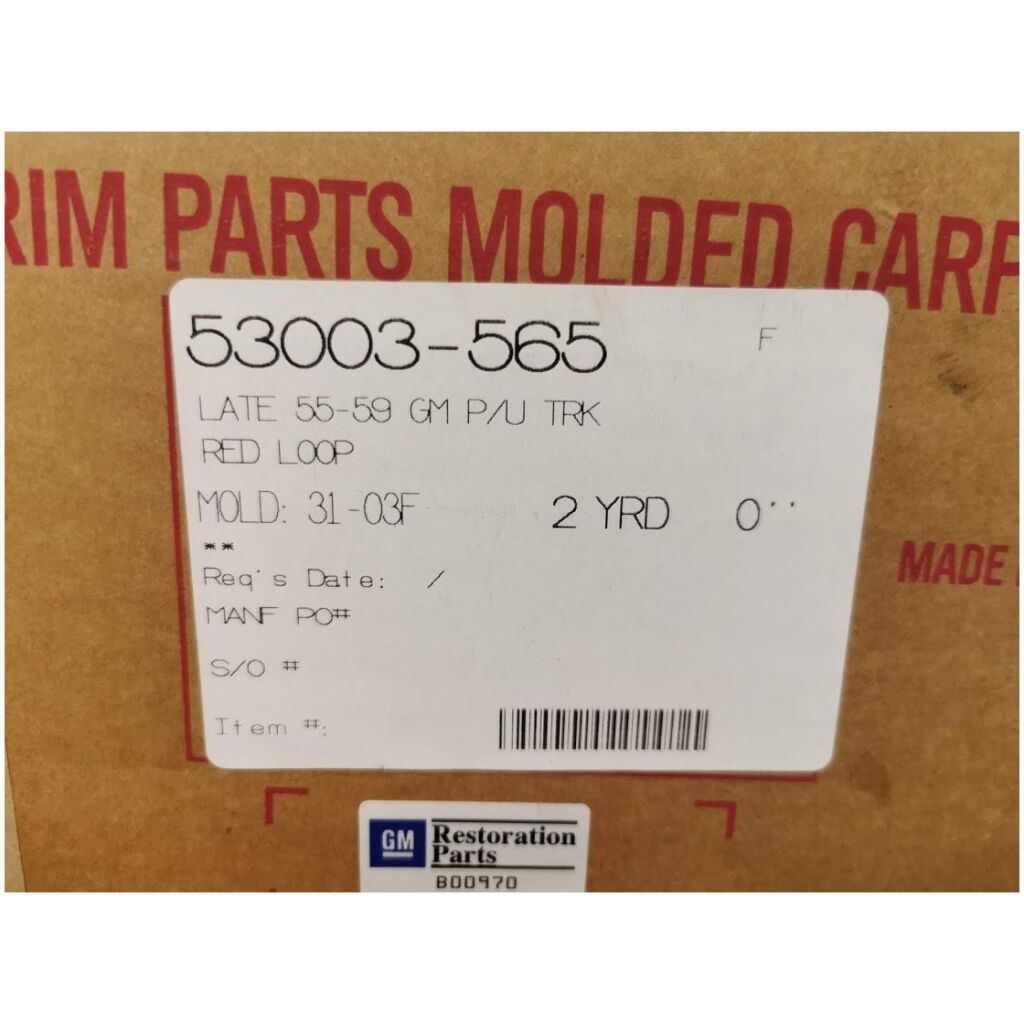 RIM PARTS MOLDED CARP
53003-565 F
LATE 55-59 GM P/U TRK
RED LOOP
MOLD: 31-03F 2 YRD 0''
**
Req's Date: /
MANF PO#
S/O #
Item #:
MADE
GM Restoration
Parts
B00970